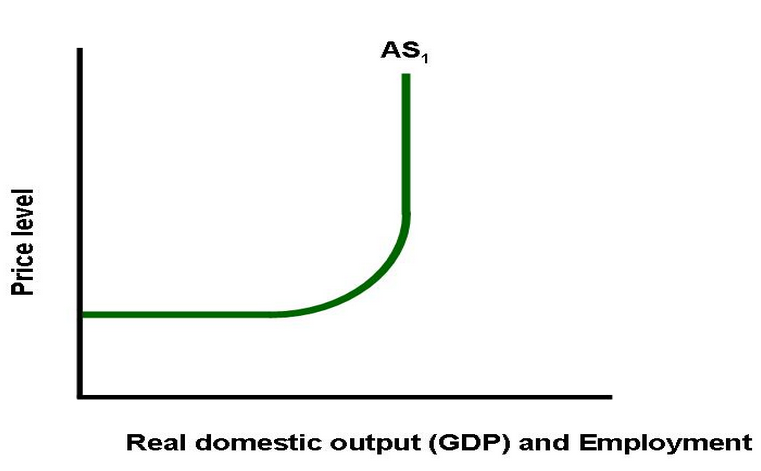 AS₁
Price level
Real domestic output (GDP) and Employment